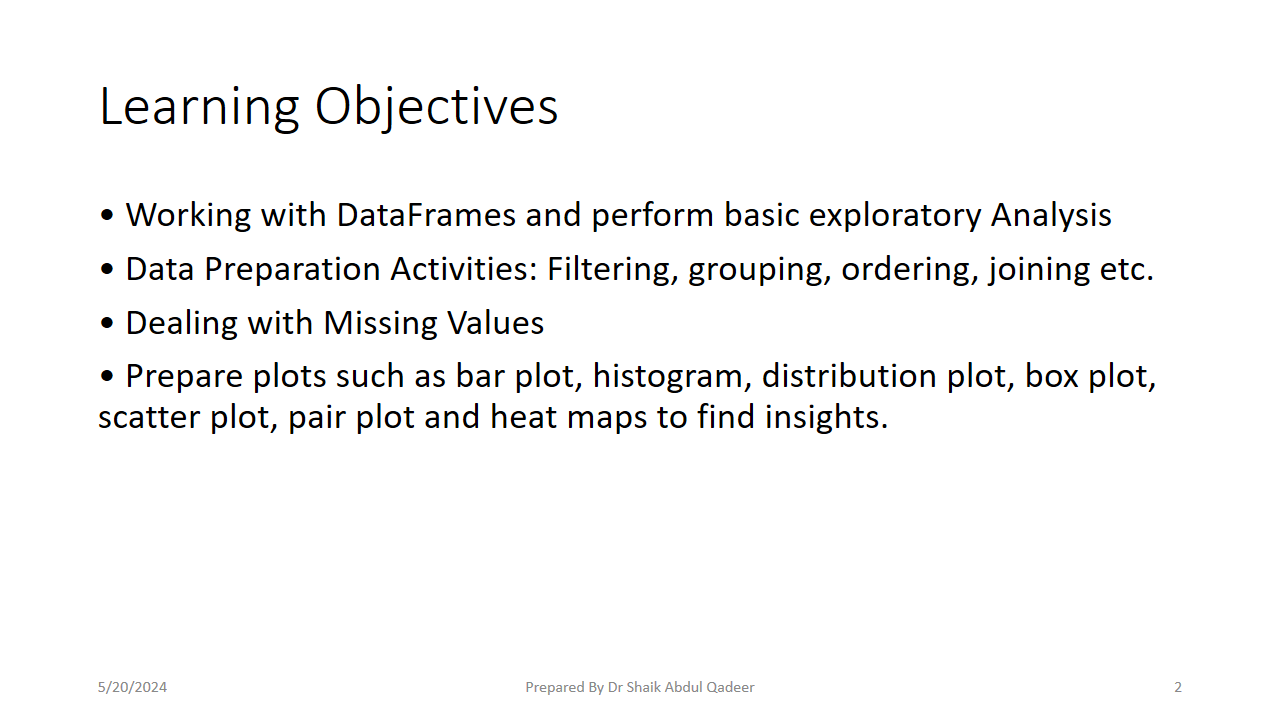 Learning Objectives
• Working with DataFrames and perform basic exploratory Analysis
• Data Preparation Activities: Filtering, grouping, ordering, joining etc.
• Dealing with Missing Values
• Prepare plots such as bar plot, histogram, distribution plot, box plot,
scatter plot, pair plot and heat maps to find insights.
5/20/2024
Prepared By Dr Shaik Abdul Qadeer
2